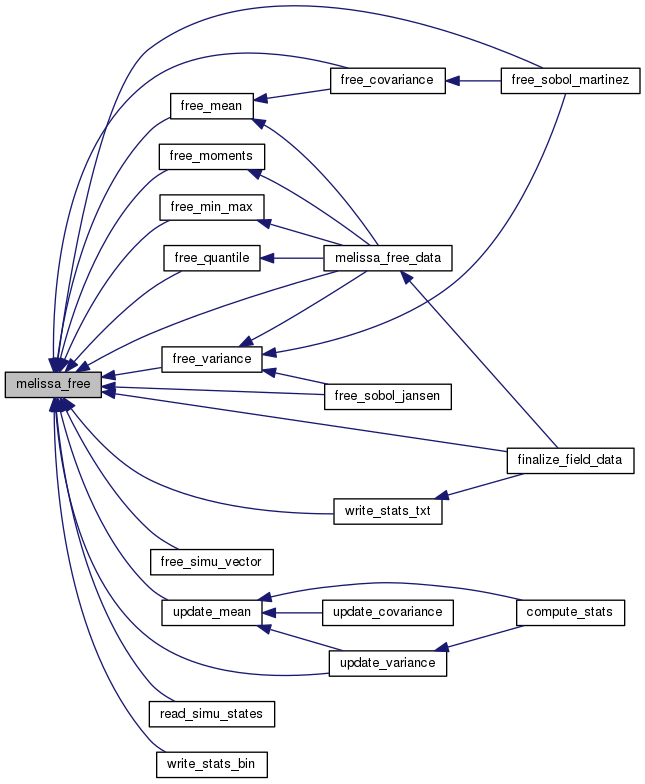 free_covariance
free_sobol_martinez
free_mean
free_moments
free_min_max
free_quantile
melissa_free_data
free_variance
melissa_free
free_sobol_jansen
finalize_field_data
write_stats_txt
free_simu_vector
update_mean
update_covariance
compute_stats
update_variance
read_simu_states
write_stats_bin